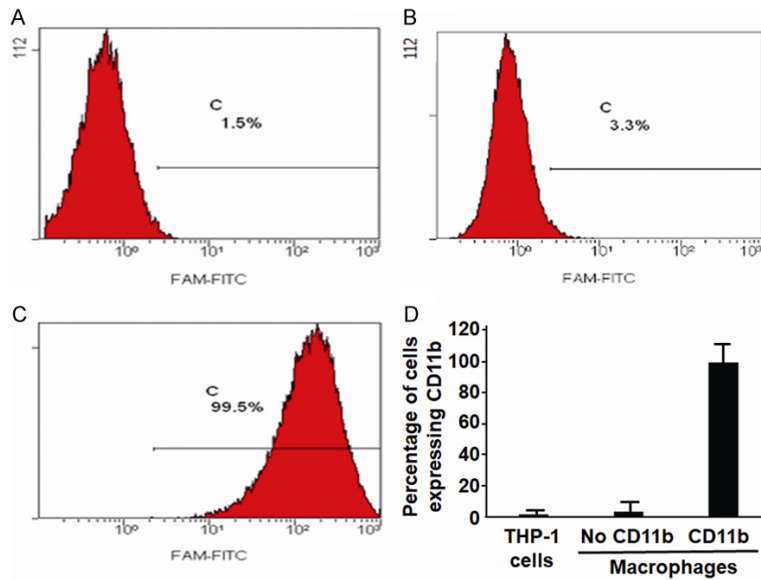 A
112
C
1.5%
10⁰ 10¹ 10² 10³
FAM-FITC
B
112
C
3.3%
10⁰ 10¹ 10² 10³
FAM-FITC
C
C
99.5%
10⁰ 10¹ 10² 10³
FAM-FITC
D
Percentage of cells
expressing CD11b
120
100
80
60
40
20
0
THP-1
cells
No CD11b CD11b
Macrophages